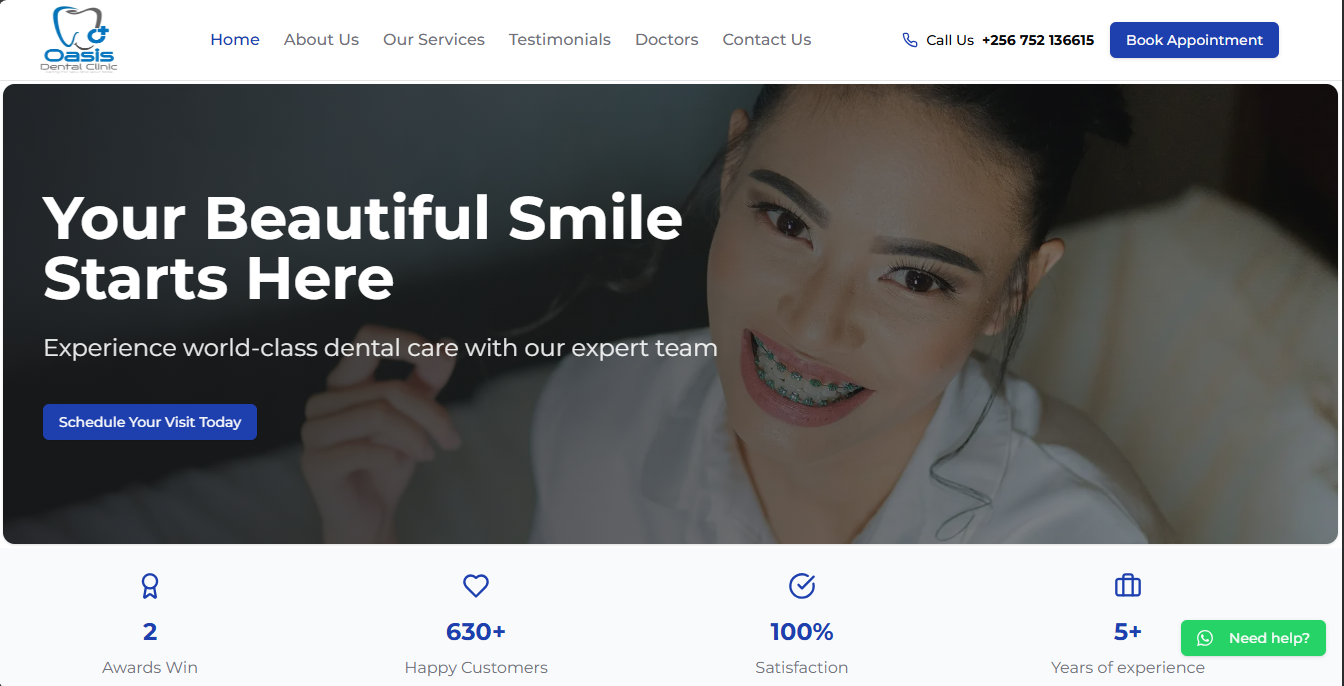 Oasis
Dental Clinic
Home About Us Our Services Testimonials Doctors Contact Us
Call Us +256 752 136615
Book Appointment
Your Beautiful Smile
Starts Here
Experience world-class dental care with our expert team
Schedule Your Visit Today
2 630+ 100% 5+
Need help?
Awards Win Happy Customers Satisfaction Years of experience